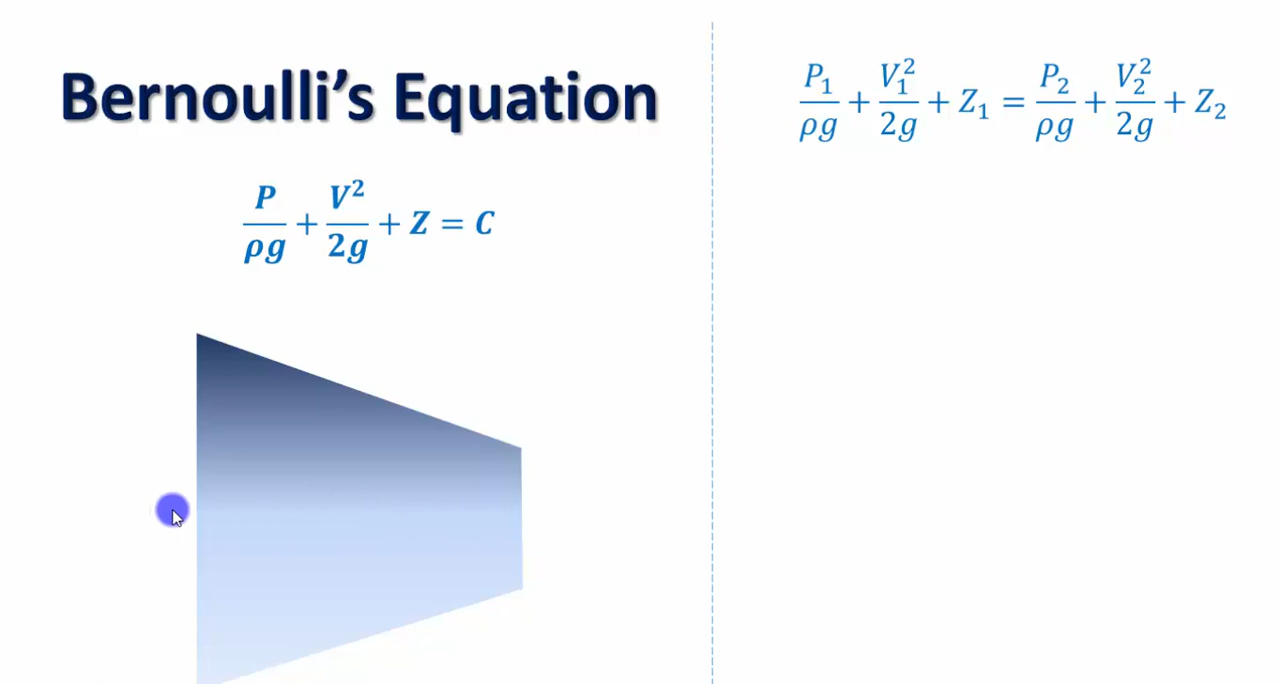 Bernoulli's Equation
P/ρg + V²/2g + Z = C
P₁/ρg + V₁²/2g + Z₁ = P₂/ρg + V₂²/2g + Z₂